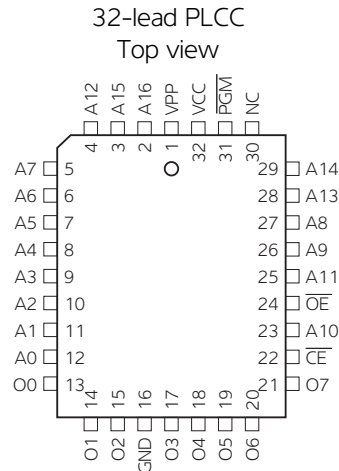 32-lead PLCC
Top view
A12
A15
A16
VPP
VCC
PGM
NC
4
3
2
1
32
31
30
A7 5
29 A14
A6 6
28 A13
A5 7
27 A8
A4 8
26 A9
A3 9
25 A11
A2 10
24 OE
A1 11
23 A10
A0 12
22 CE
O0 13
21 O7
14
15
16
17
18
19
20
O1
O2
GND
O3
O4
O5
O6